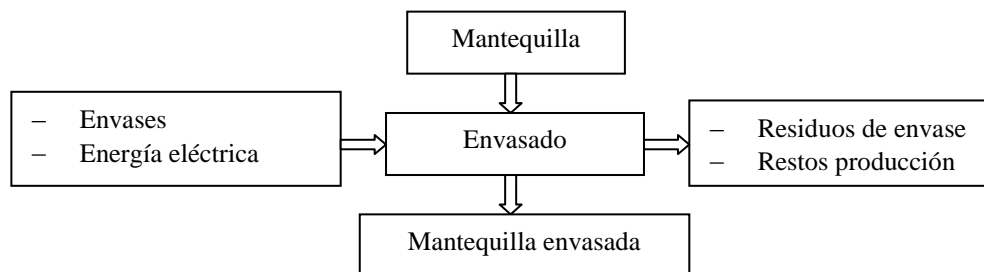 Mantequilla
– Envases
– Energía eléctrica
Envasado
– Residuos de envase
– Restos producción
Mantequilla envasada